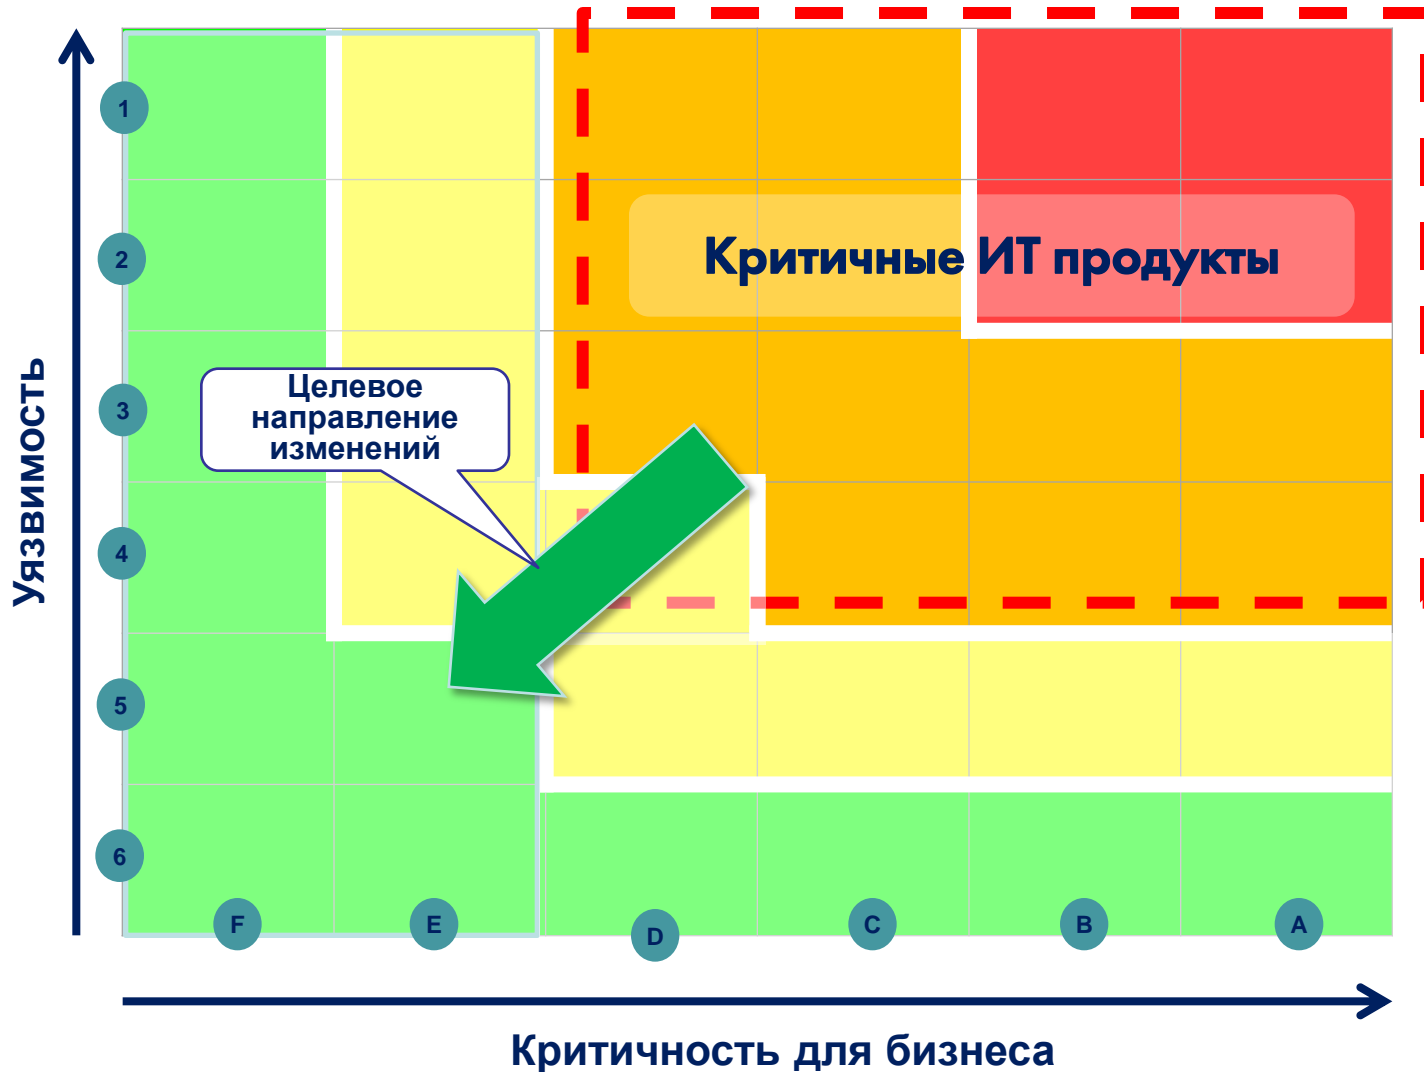 Уязвимость
1
2
3
4
5
6
Критичные ИТ продукты
Целевое
направление
изменений
F
E
D
C
B
A
Критичность для бизнеса